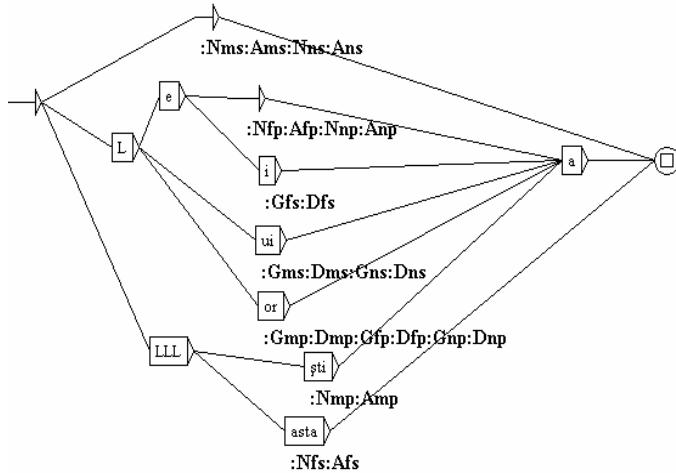 :Nms:Ams:Nns:Ans
e
:Nfp:Afp:Nnp:Anp
L
a
i
:Gfs:Dfs
ui
:Gms:Dms:Gns:Dns
or
:Gmp:Dmp:Gfp:Dfp:Gnp:Dnp
LLL
şti
:Nmp:Amp
asta
:Nfs:Afs